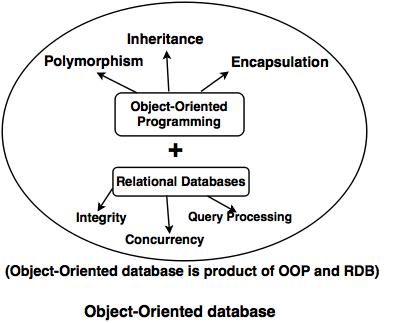 Inheritance
Polymorphism
Encapsulation
Object-Oriented
Programming
+
Relational Databases
Integrity
Query Processing
Concurrency
(Object-Oriented database is product of OOP and RDB)
Object-Oriented database